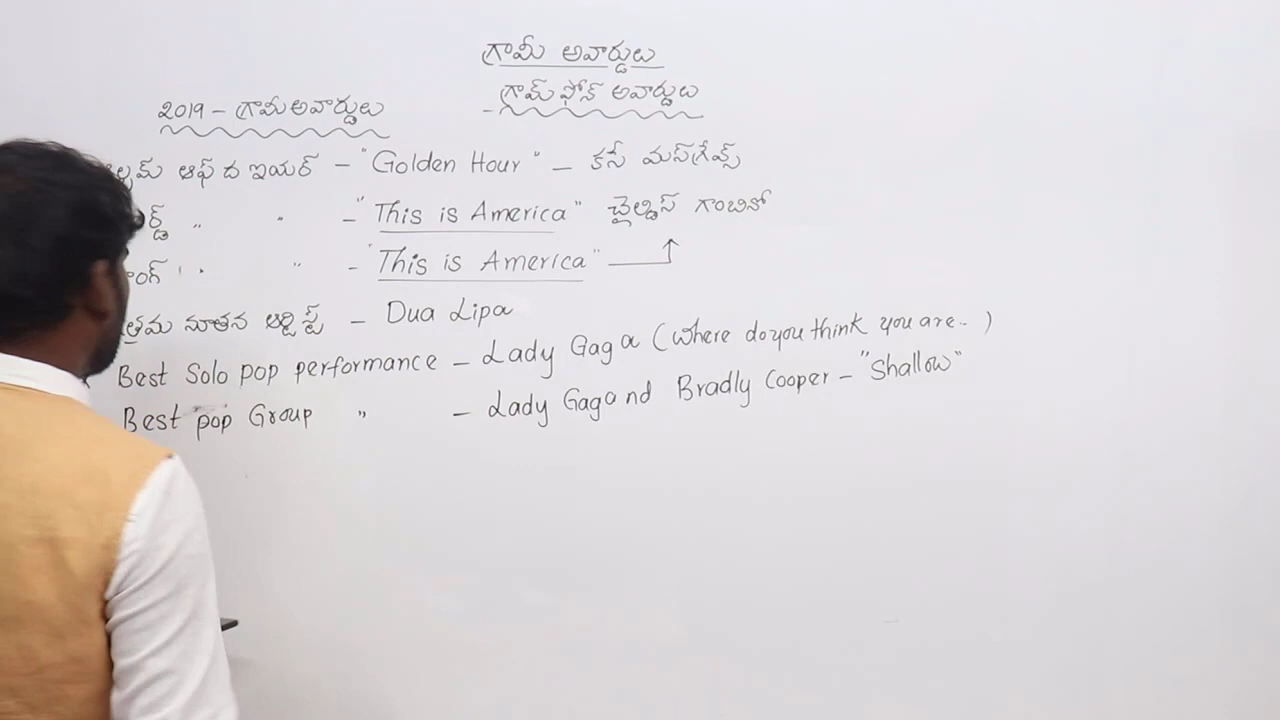 గ్రామీ అవార్డులు
- గ్రామ్ ఫోన్ అవార్డులు
2019 - గ్రామీ అవార్డులు
ఆఫ్ ద ఇయర్ - "Golden Hour" - కసే మస్‌గ్రేవ్స్
" " - "This is America" చైల్డిస్ గాంబినో
" " - "This is America"
నూతన ఆర్టిస్ట్ - Dua Lipa
Best Solo pop performance - Lady Gaga (Where do you think you are.. )
Best pop Group " - Lady Gagand Bradly Cooper - "Shallow"